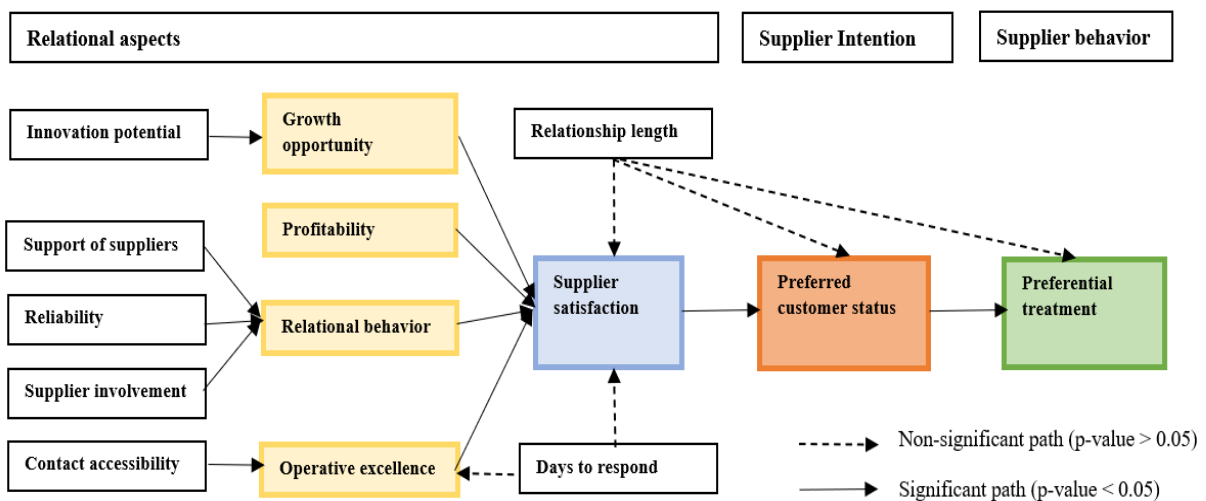 Relational aspects
Supplier Intention
Supplier behavior
Innovation potential
Growth
opportunity
Relationship length
Profitability
Support of suppliers
Reliability
Supplier involvement
Relational behavior
Supplier
satisfaction
Preferred
customer status
Preferential
treatment
Contact accessibility
Operative excellence
Days to respond
Non-significant path (p-value > 0.05)
Significant path (p-value < 0.05)